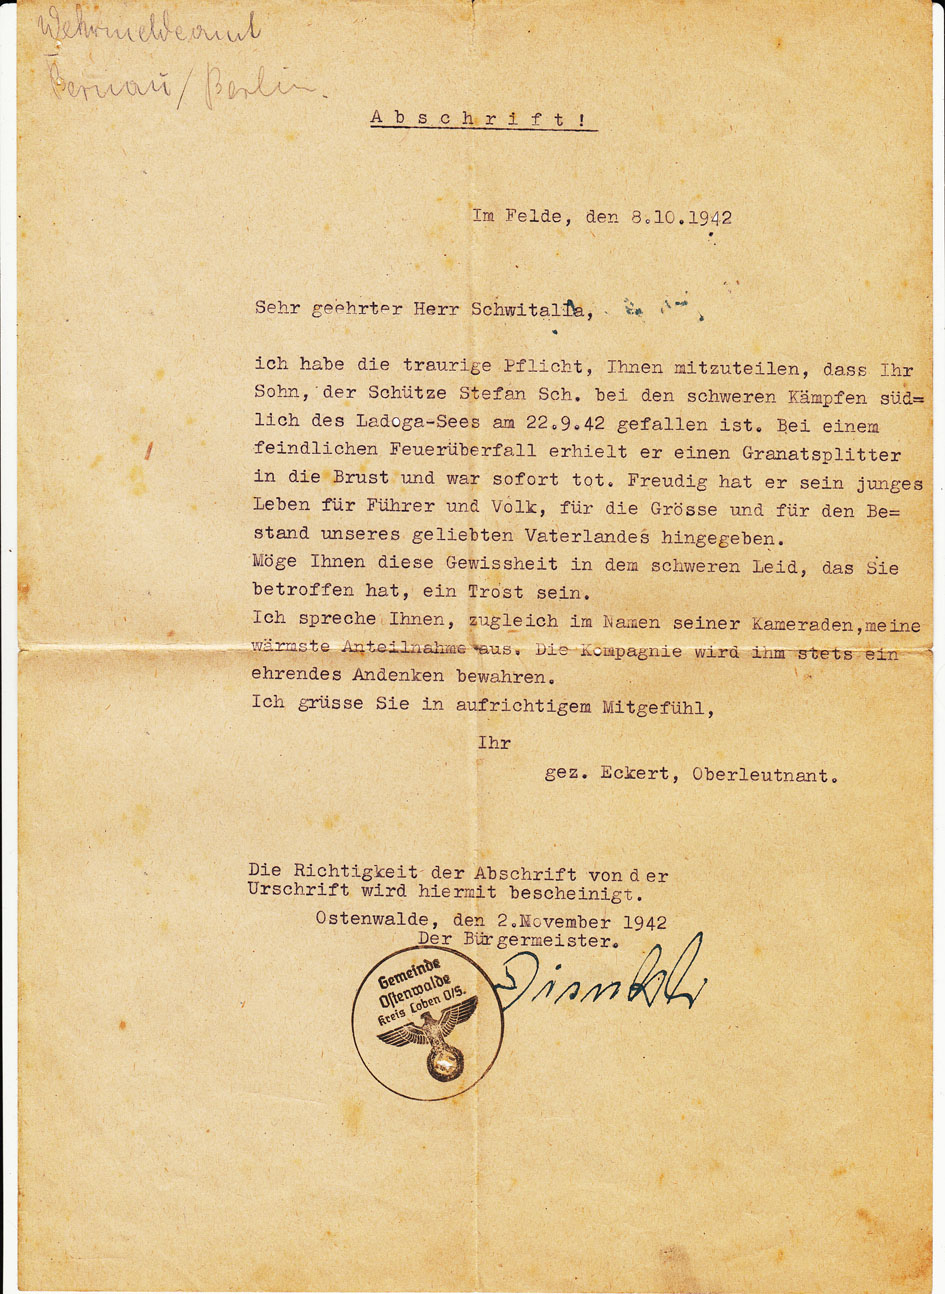 Wehrmeldeamt
Bernau/Berlin.
Abschrift!
Im Felde, den 8.10.1942
Sehr geehrter Herr Schwitalla,
ich habe die traurige Pflicht, Ihnen mitzuteilen, dass Ihr
Sohn, der Schütze Stefan Sch. bei den schweren Kämpfen süd=
lich des Ladoga-Sees am 22.9.42 gefallen ist. Bei einem
feindlichen Feuerüberfall erhielt er einen Granatsplitter
in die Brust und war sofort tot. Freudig hat er sein junges
Leben für Führer und Volk, für die Grösse und für den Be=
stand unseres geliebten Vaterlandes hingegeben.
Möge Ihnen diese Gewissheit in dem schweren Leid, das Sie
betroffen hat, ein Trost sein.
Ich spreche Ihnen, zugleich im Namen seiner Kameraden,meine
wärmste Anteilnahme aus. Die Kompagnie wird ihm stets ein
ehrendes Andenken bewahren.
Ich grüsse Sie in aufrichtigem Mitgefühl,
Ihr
gez. Eckert, Oberleutnant.
Die Richtigkeit der Abschrift von der
Urschrift wird hiermit bescheinigt.
Ostenwalde, den 2.November 1942
Der Bürgermeister.
Gemeinde
Ostenwalde
Kreis Loben O/S.